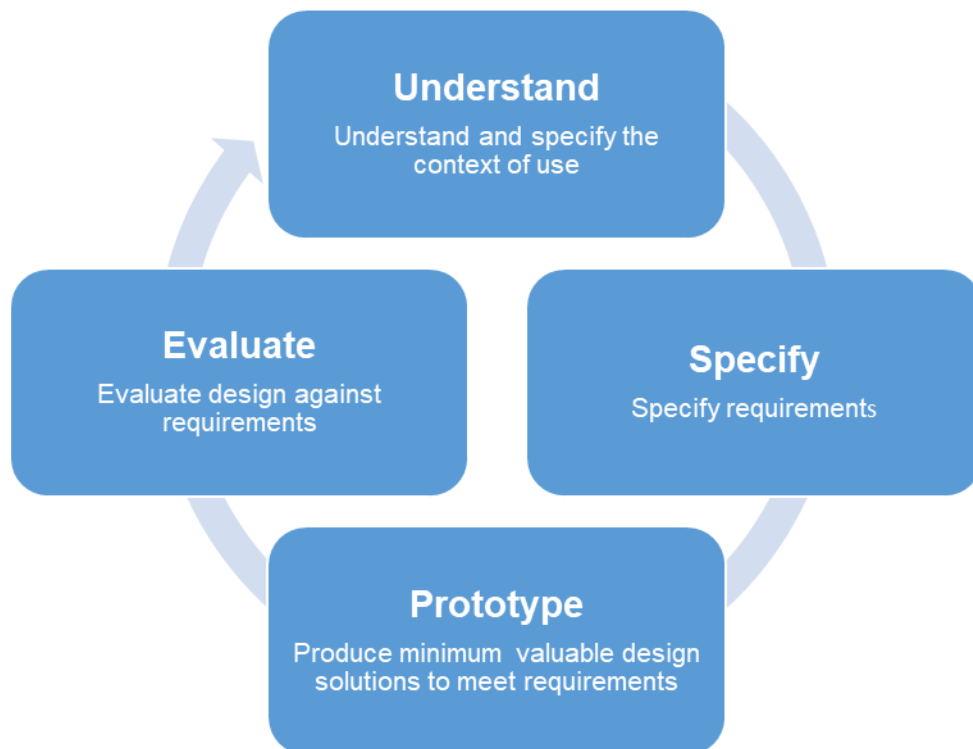 Understand
Understand and specify the
context of use
Specify
Specify requirements
Prototype
Produce minimum  valuable design
solutions to meet requirements
Evaluate
Evaluate design against
requirements